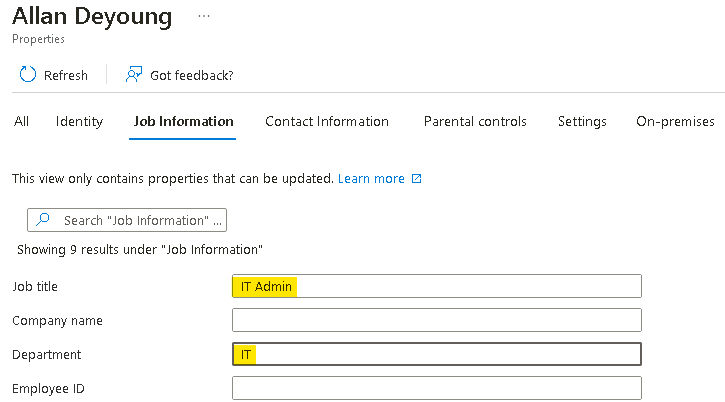 Allan Deyoung ...
Properties
Refresh Got feedback?
All Identity Job Information Contact Information Parental controls Settings On-premises
This view only contains properties that can be updated. Learn more
Search "Job Information" ...
Showing 9 results under "Job Information"
Job title IT Admin
Company name
Department IT
Employee ID